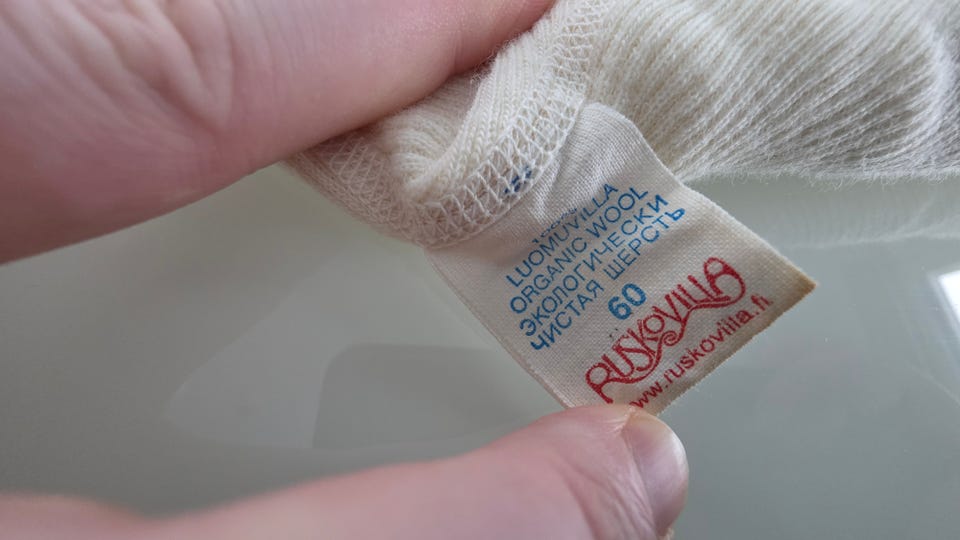 LUOMUVILLA
ORGANIC WOOL
ЭКОЛОГИЧЕСКИ
ЧИСТАЯ ШЕРСТЬ
60
RUSKOVILLA
www.ruskovilla.fi